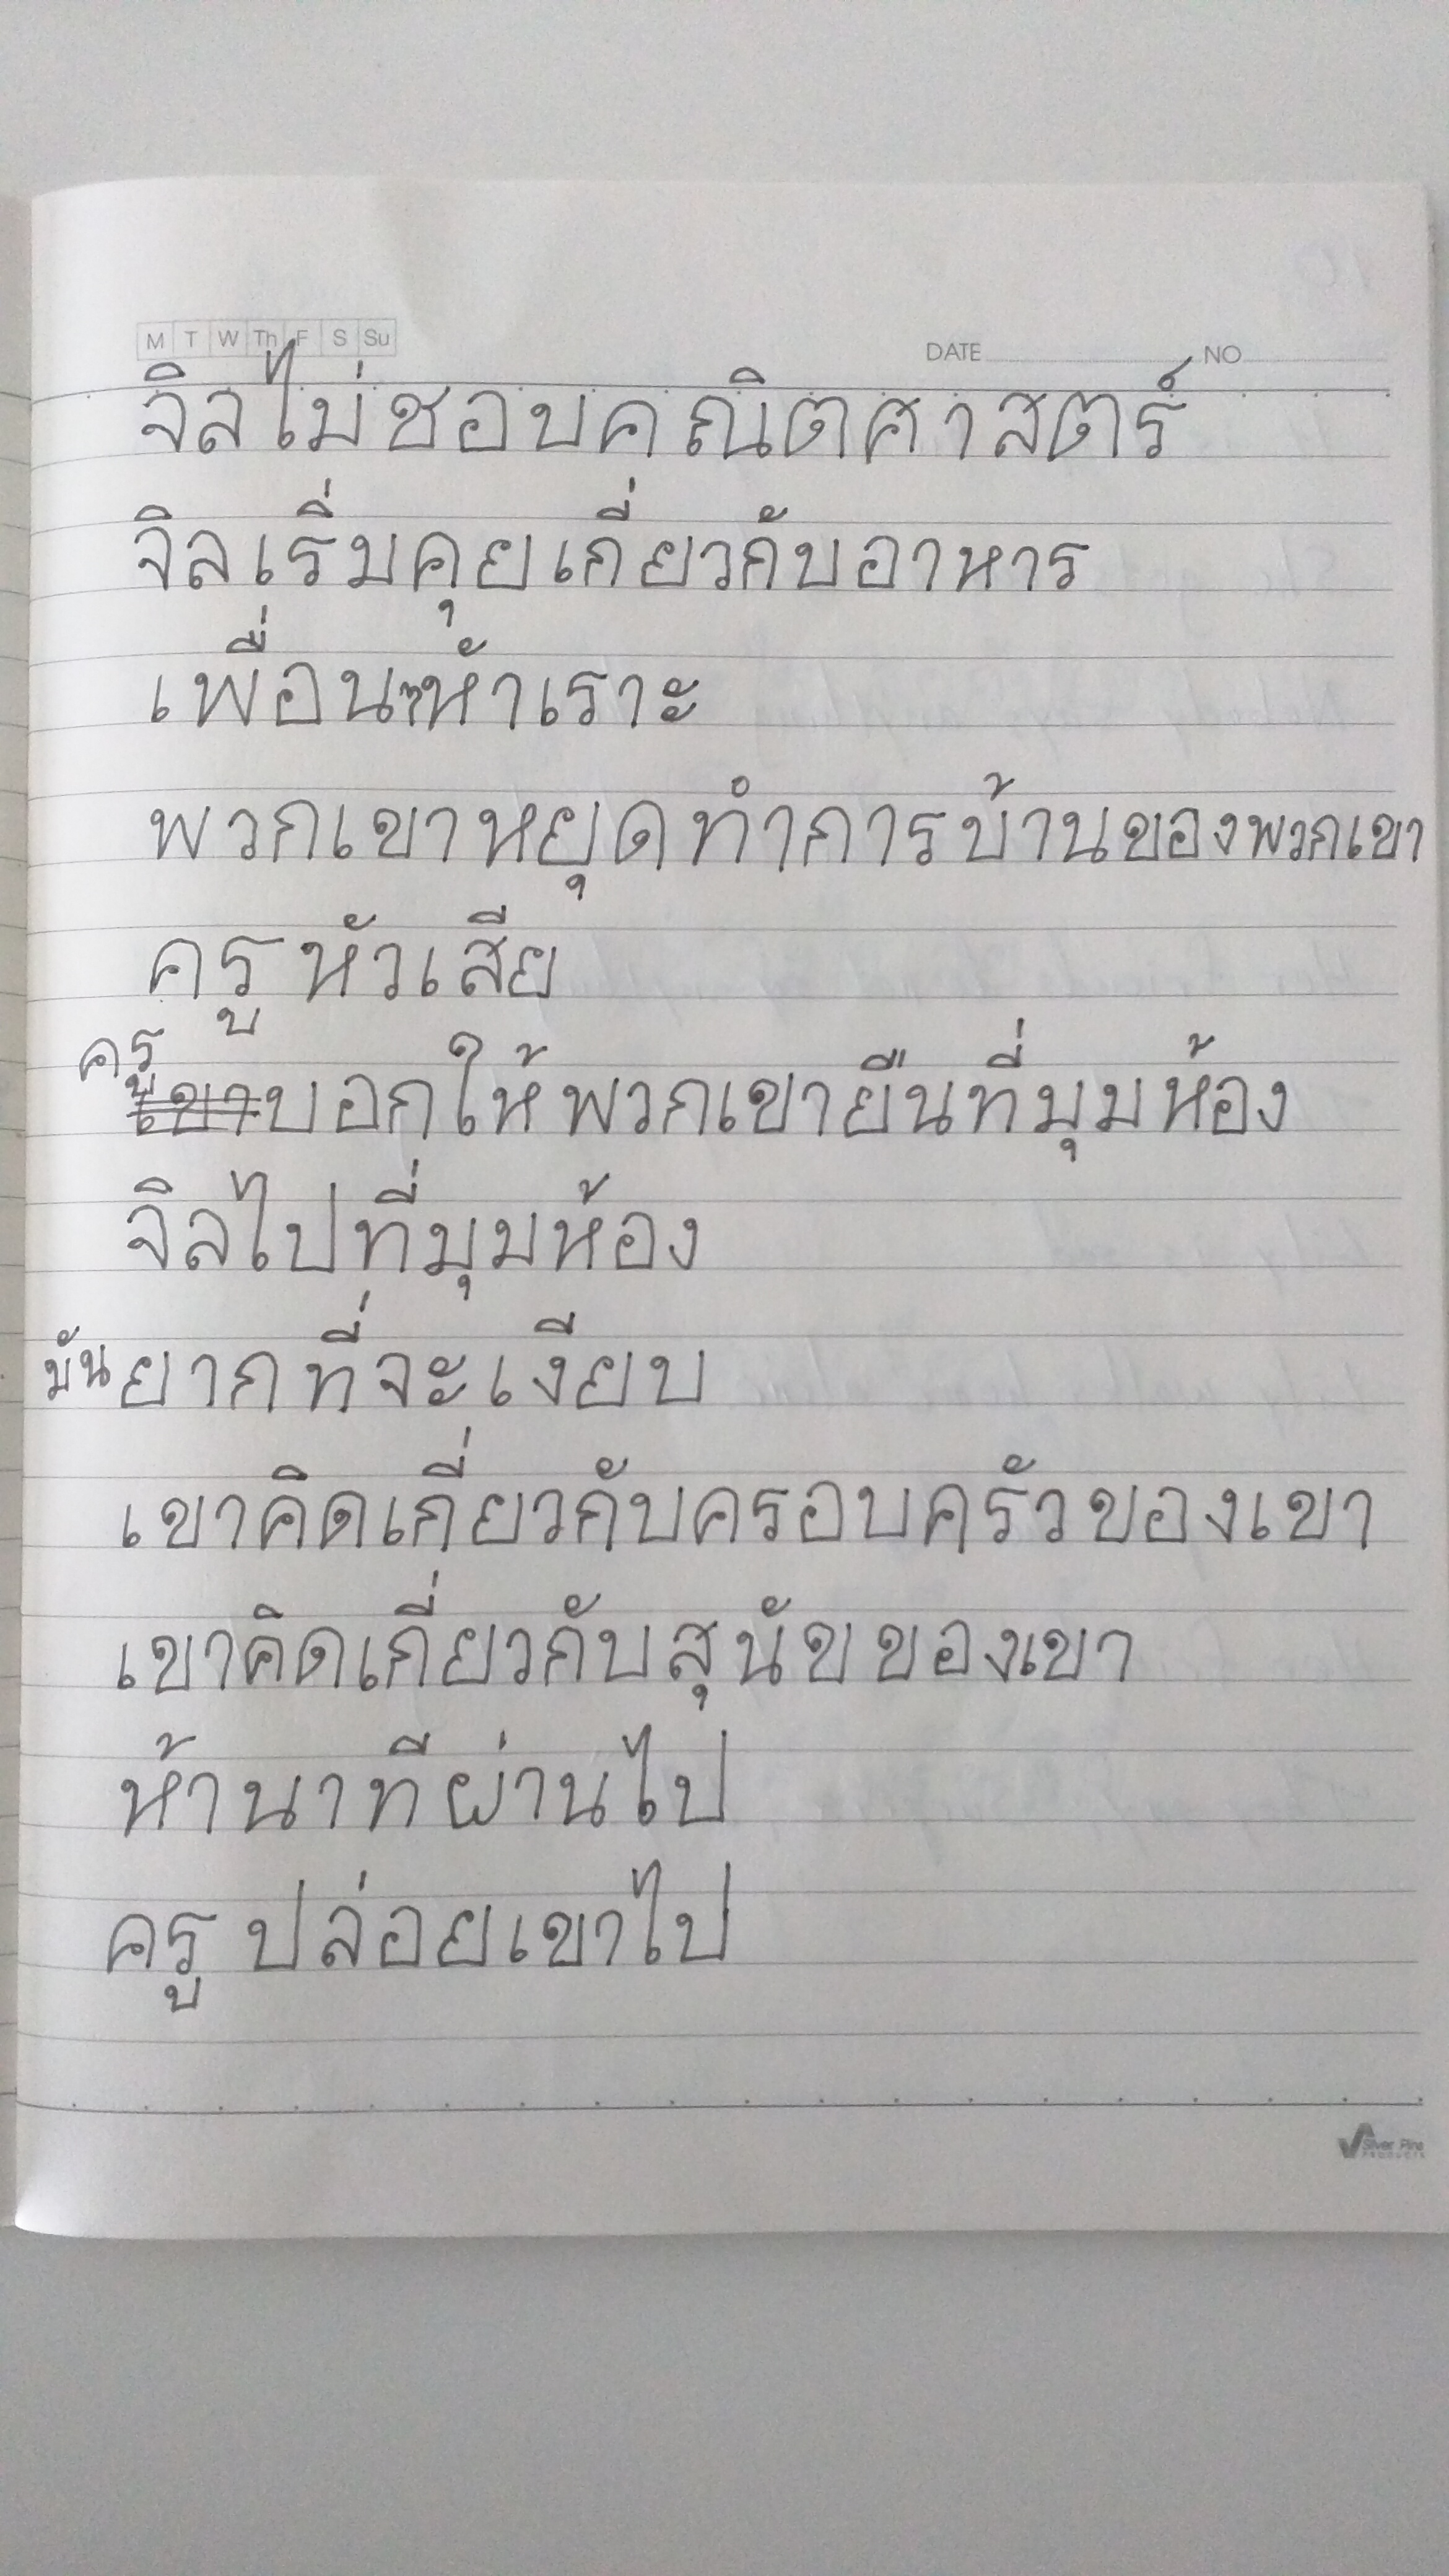 M T W Th F S Su
DATE NO
จิลไม่ชอบคณิตศาสตร์
จิลเริ่มคุยเกี่ยวกับอาหาร
เพื่อนๆหัาเราะ
พวกเขาหยุดทำการบ้านของพวกเขา
ครูหัวเสีย
ครู
เขาบอกให้พวกเขายืนที่มุมห้อง
จิลไปที่มุมห้อง
มันยากที่จะเงียบ
เขาคิดเกี่ยวกับครอบครัวของเขา
เขาคิดเกี่ยวกับสุนัขของเขา
ห้านาทีผ่านไป
ครูปล่อยเขาไป
Silver Pine
PRODUCTS